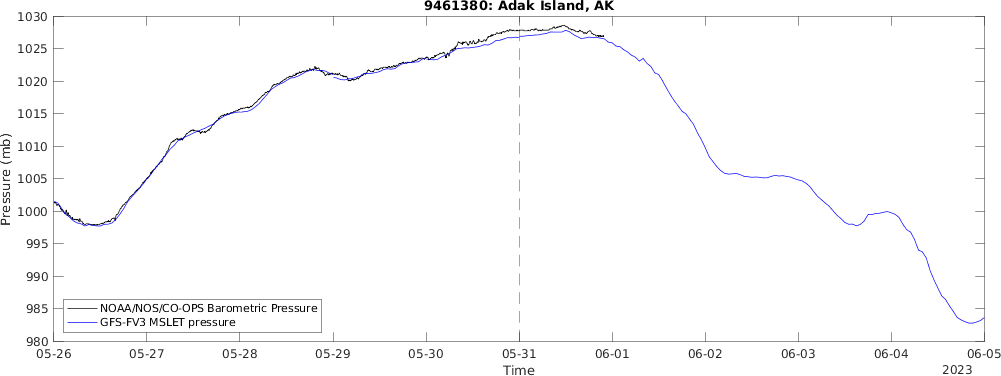 9461380: Adak Island, AK
Pressure (mb)
1030
1025
1020
1015
1010
1005
1000
995
990
985
980
NOAA/NOS/CO-OPS Barometric Pressure
GFS-FV3 MSLET pressure
05-26 05-27 05-28 05-29 05-30 05-31 06-01 06-02 06-03 06-04 06-05
Time
2023